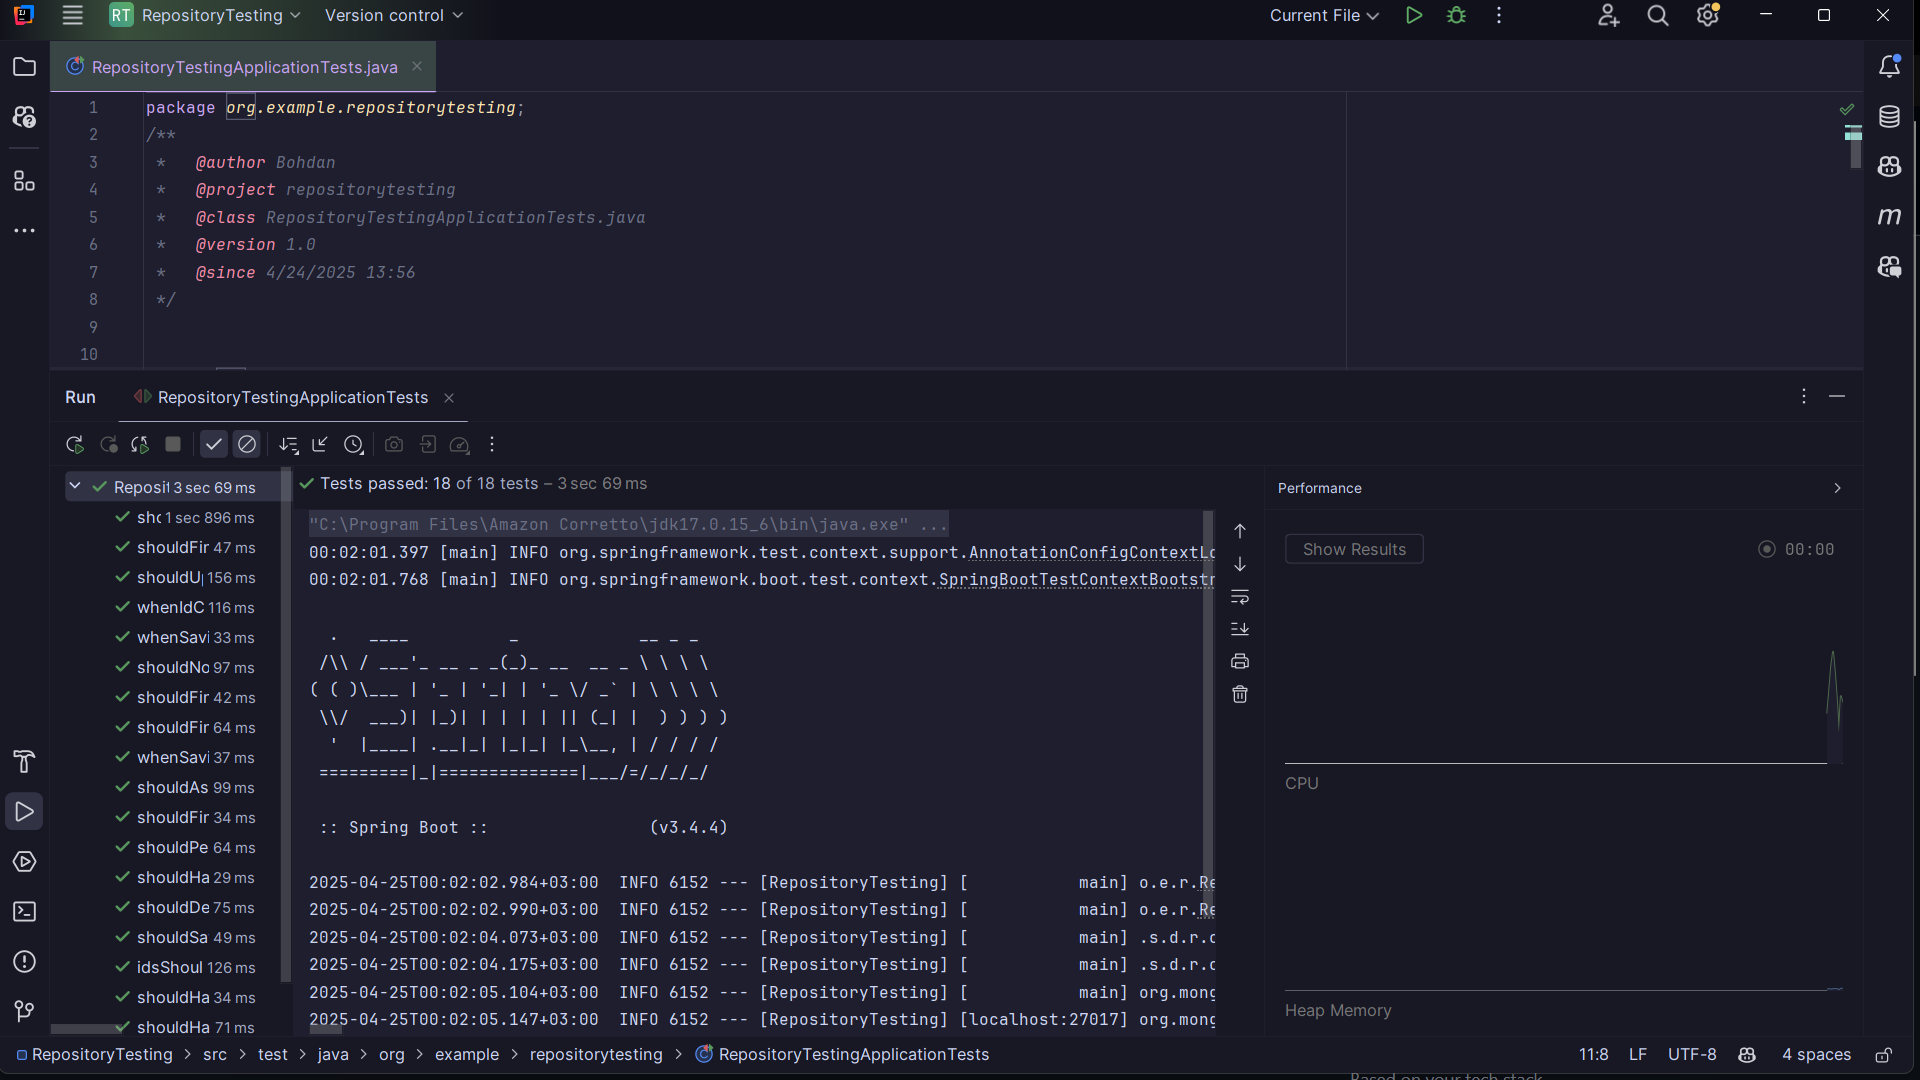 RT RepositoryTesting Version control Current File
RepositoryTestingApplicationTests.java
1 package org.example.repositorytesting;
2 /**
3 * @author Bohdan
4 * @project repositorytesting
5 * @class RepositoryTestingApplicationTests.java
6 * @version 1.0
7 * @since 4/24/2025 13:56
8 */
9
10
Run RepositoryTestingApplicationTests
Reposit 3 sec 69 ms
shc 1 sec 896 ms
shouldFir 47 ms
shouldU 156 ms
whenIdC 116 ms
whenSavi 33 ms
shouldNo 97 ms
shouldFir 42 ms
shouldFir 64 ms
whenSavi 37 ms
shouldAs 99 ms
shouldFir 34 ms
shouldPe 64 ms
shouldHa 29 ms
shouldDe 75 ms
shouldSa 49 ms
idsShoul 126 ms
shouldHa 34 ms
shouldHa 71 ms
Tests passed: 18 of 18 tests – 3 sec 69 ms
"C:\Program Files\Amazon Corretto\jdk17.0.15_6\bin\java.exe" ...
00:02:01.397 [main] INFO org.springframework.test.context.support.AnnotationConfigContextLo
00:02:01.768 [main] INFO org.springframework.boot.test.context.SpringBootTestContextBootstr
  .   ____          _            __ _ _
 /\\ / ___'_ __ _ _(_)_ __  __ _ \ \ \ \
( ( )\___ | '_ | '_| | '_ \/ _` | \ \ \ \
 \\/  ___)| |_)| | | | | || (_| |  ) ) ) )
  '  |____| .__|_| |_|_| |_\__, | / / / /
 =========|_|==============|___/=/_/_/_/
 :: Spring Boot :: (v3.4.4)
2025-04-25T00:02:02.984+03:00 INFO 6152 --- [RepositoryTesting] [ main] o.e.r.Re
2025-04-25T00:02:02.990+03:00 INFO 6152 --- [RepositoryTesting] [ main] o.e.r.Re
2025-04-25T00:02:04.073+03:00 INFO 6152 --- [RepositoryTesting] [ main] .s.d.r.c
2025-04-25T00:02:04.175+03:00 INFO 6152 --- [RepositoryTesting] [ main] .s.d.r.c
2025-04-25T00:02:05.104+03:00 INFO 6152 --- [RepositoryTesting] [ main] org.mong
2025-04-25T00:02:05.147+03:00 INFO 6152 --- [RepositoryTesting] [localhost:27017] org.mong
Performance
Show Results 00:00
CPU
Heap Memory
RepositoryTesting > src > test > java > org > example > repositorytesting > RepositoryTestingApplicationTests 11:8 LF UTF-8 4 spaces